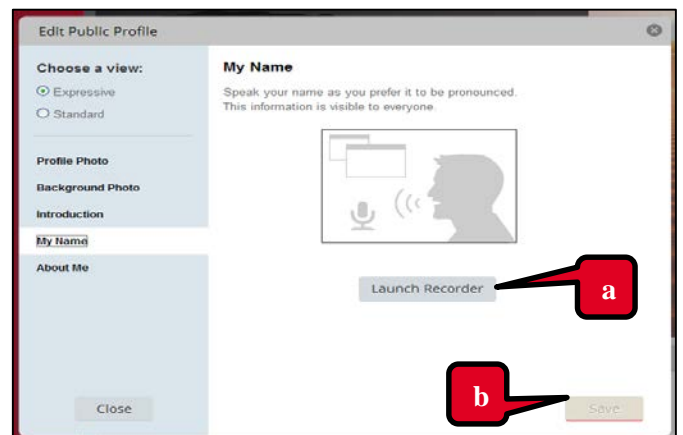 Edit Public Profile
Choose a view:
Expressive
Standard
Profile Photo
Background Photo
Introduction
My Name
About Me
Close
My Name
Speak your name as you prefer it to be pronounced.
This information is visible to everyone.
Launch Recorder
a
b
Save